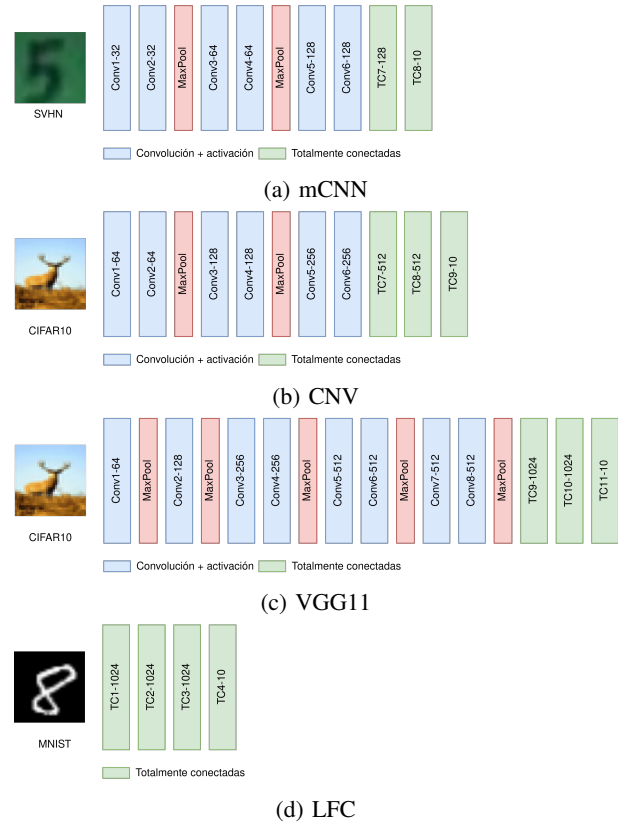 Conv1-32
Conv2-32
MaxPool
Conv3-64
Conv4-64
MaxPool
Conv5-128
Conv6-128
TC7-128
TC8-10
SVHN
Convolución + activación
Totalmente conectadas
(a) mCNN
Conv1-64
Conv2-64
MaxPool
Conv3-128
Conv4-128
MaxPool
Conv5-256
Conv6-256
TC7-512
TC8-512
TC9-10
CIFAR10
Convolución + activación
Totalmente conectadas
(b) CNV
Conv1-64
MaxPool
Conv2-128
MaxPool
Conv3-256
Conv4-256
MaxPool
Conv5-512
Conv6-512
MaxPool
Conv7-512
Conv8-512
MaxPool
TC9-1024
TC10-1024
TC11-10
CIFAR10
Convolución + activación
Totalmente conectadas
(c) VGG11
TC1-1024
TC2-1024
TC3-1024
TC4-10
MNIST
Totalmente conectadas
(d) LFC
5
8